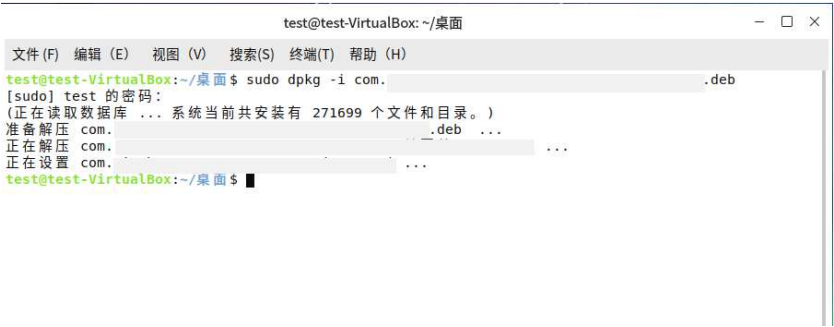 test@test-VirtualBox: ~/桌面
文件(F) 编辑（E） 视图（V） 搜索(S) 终端(T) 帮助（H）
test@test-VirtualBox:~/桌面$ sudo dpkg -i com. .deb
[sudo] test 的密码：
(正在读取数据库 ... 系统当前共安装有 271699 个文件和目录。)
准备解压 com. .deb ...
正在解压 com. ...
正在设置 com. ...
test@test-VirtualBox:~/桌面$